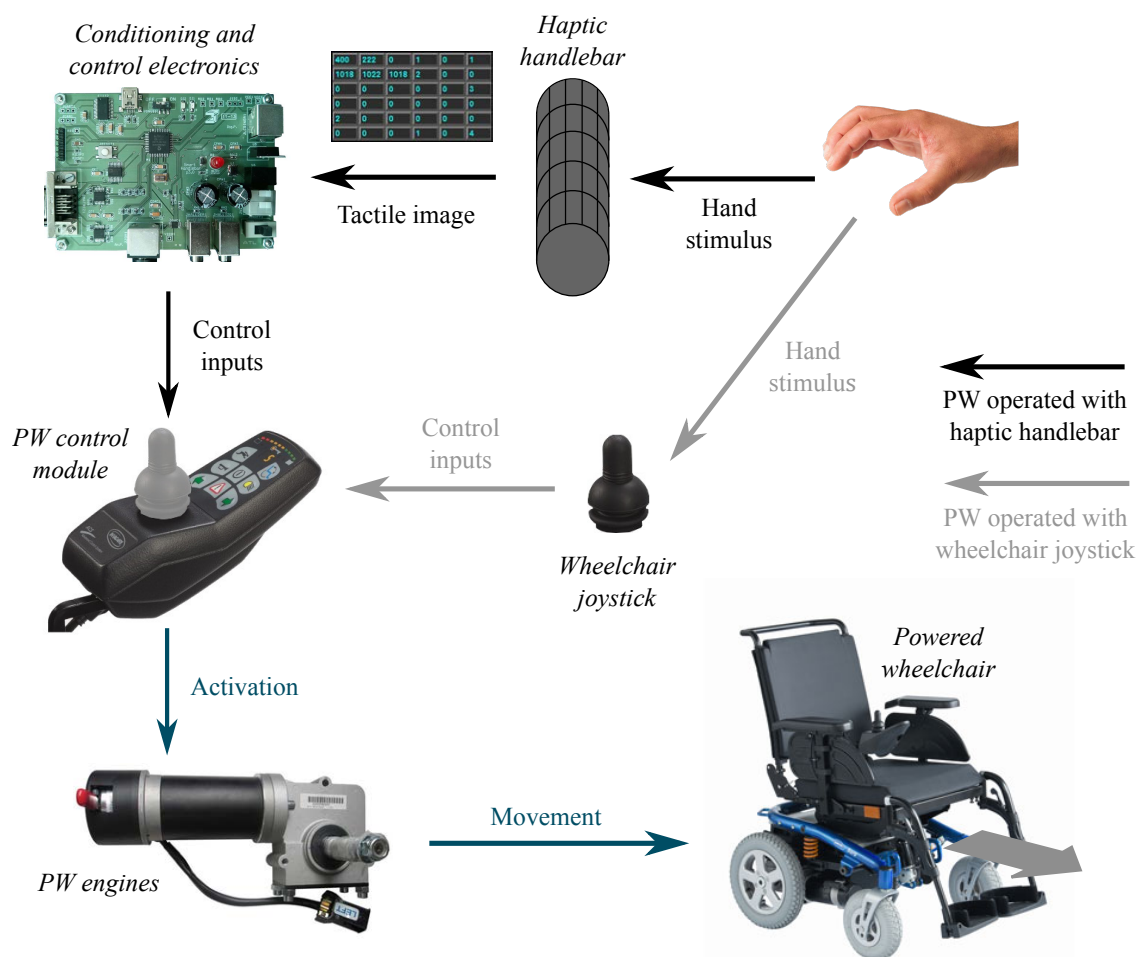 Conditioning and
control electronics
400 222 0 1 0 1
1018 1022 1018 2 0 0
0 0 0 0 0 3
0 0 0 0 0 0
2 0 0 0 0 0
0 0 0 1 0 4
Tactile image
Haptic
handlebar
Hand
stimulus
Control
inputs
Hand
stimulus
PW operated with
haptic handlebar
PW control
module
Control
inputs
PW operated with
wheelchair joystick
Wheelchair
joystick
Powered
wheelchair
Activation
Movement
PW engines
LEFT